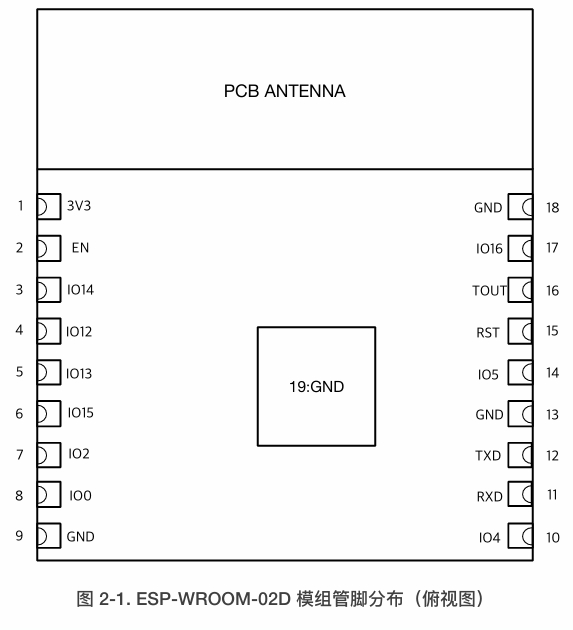 PCB ANTENNA
1 3V3 GND 18
2 EN IO16 17
3 IO14 TOUT 16
4 IO12 RST 15
5 IO13 19:GND IO5 14
6 IO15 GND 13
7 IO2 TXD 12
8 IO0 RXD 11
9 GND IO4 10
图 2-1. ESP-WROOM-02D 模组管脚分布（俯视图）